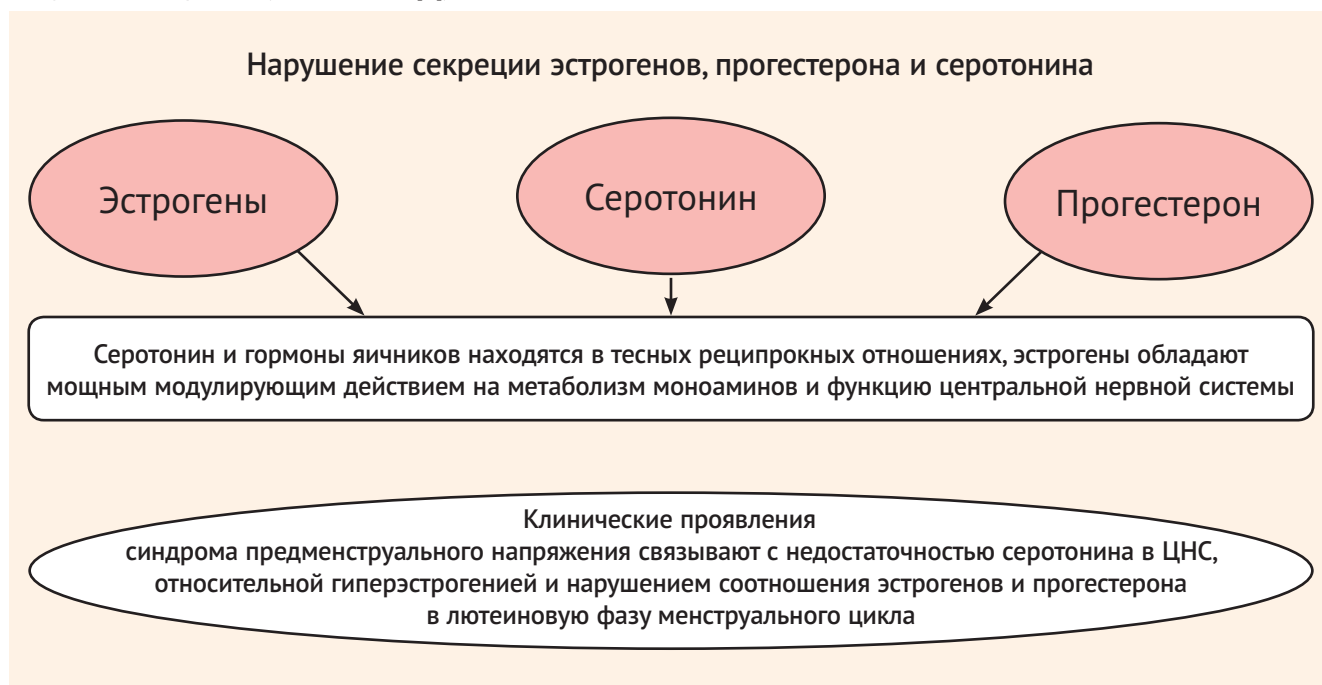 Нарушение секреции эстрогенов, прогестерона и серотонина
Эстрогены
Серотонин
Прогестерон
Серотонин и гормоны яичников находятся в тесных реципрокных отношениях, эстрогены обладают
мощным модулирующим действием на метаболизм моноаминов и функцию центральной нервной системы
Клинические проявления
синдрома предменструального напряжения связывают с недостаточностью серотонина в ЦНС,
относительной гиперэстрогенией и нарушением соотношения эстрогенов и прогестерона
в лютеиновую фазу менструального цикла